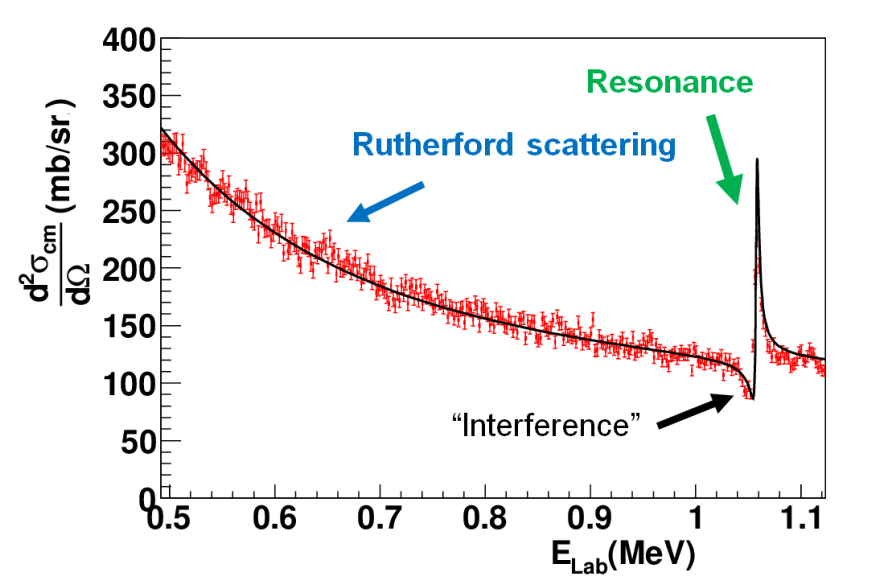 400
350
300
250
200
150
100
50
0
d²σcm
dΩ
(mb/sr)
Resonance
Rutherford scattering
“Interference”
0.5 0.6 0.7 0.8 0.9 1 1.1
ELab(MeV)